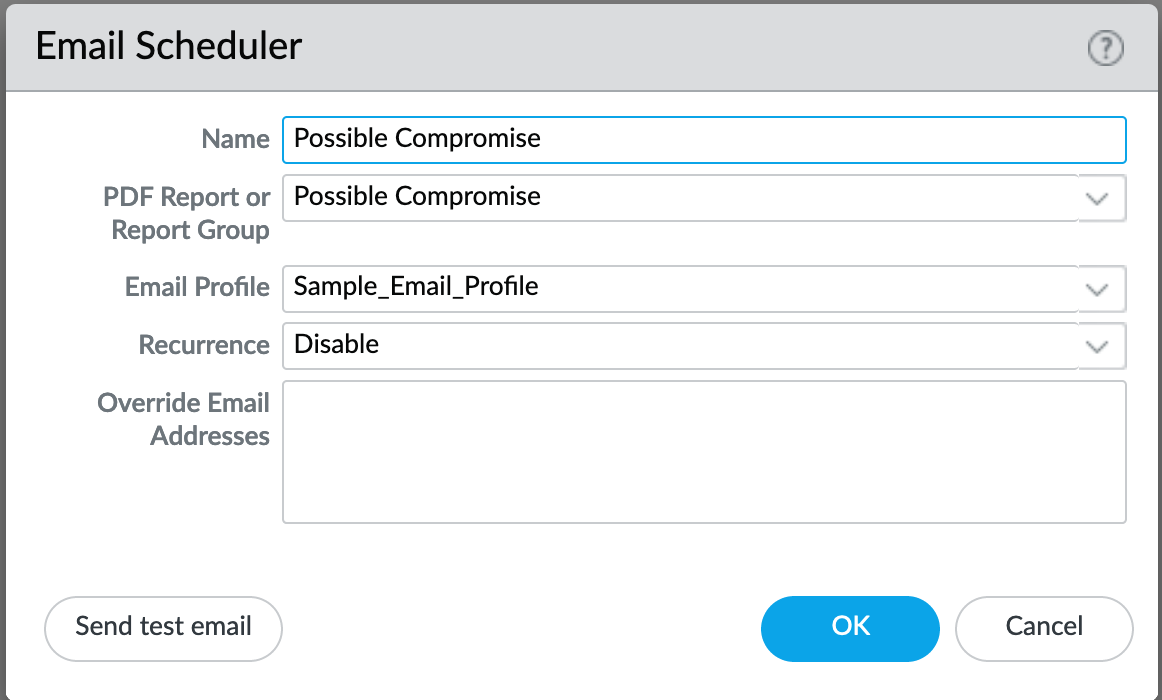 Email Scheduler
?
Name
Possible Compromise
PDF Report or
Report Group
Possible Compromise
Email Profile
Sample_Email_Profile
Recurrence
Disable
Override Email
Addresses
Send test email
OK
Cancel